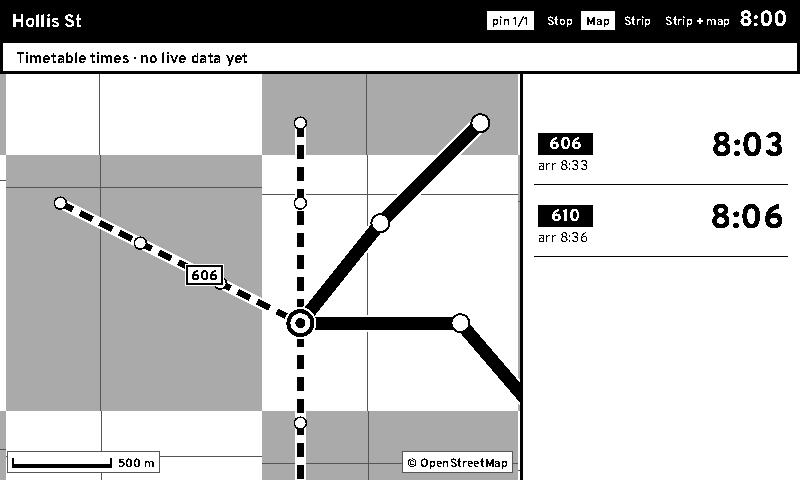 Hollis St
pin 1/1 Stop Map Strip Strip + map 8:00
Timetable times · no live data yet
606 8:03
arr 8:33
610 8:06
arr 8:36
606
500 m
© OpenStreetMap